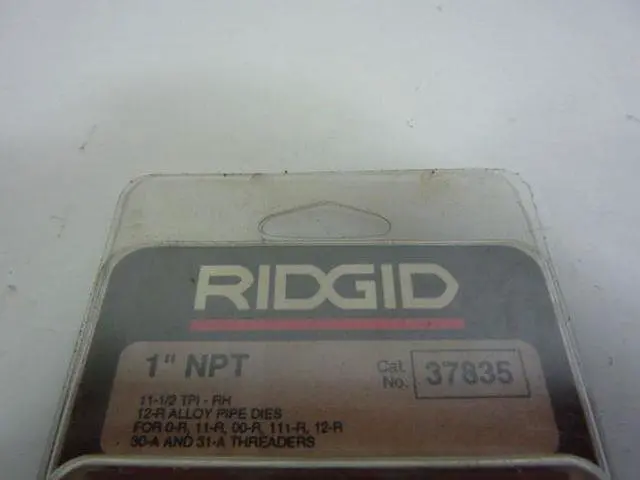 RIDGID
1" NPT
Cat. No. 37835
11-1/2 TPI - RH
12-R ALLOY PIPE DIES
FOR 0-R, 11-R, 00-R, 111-R, 12-R
30-A AND 31-A THREADERS